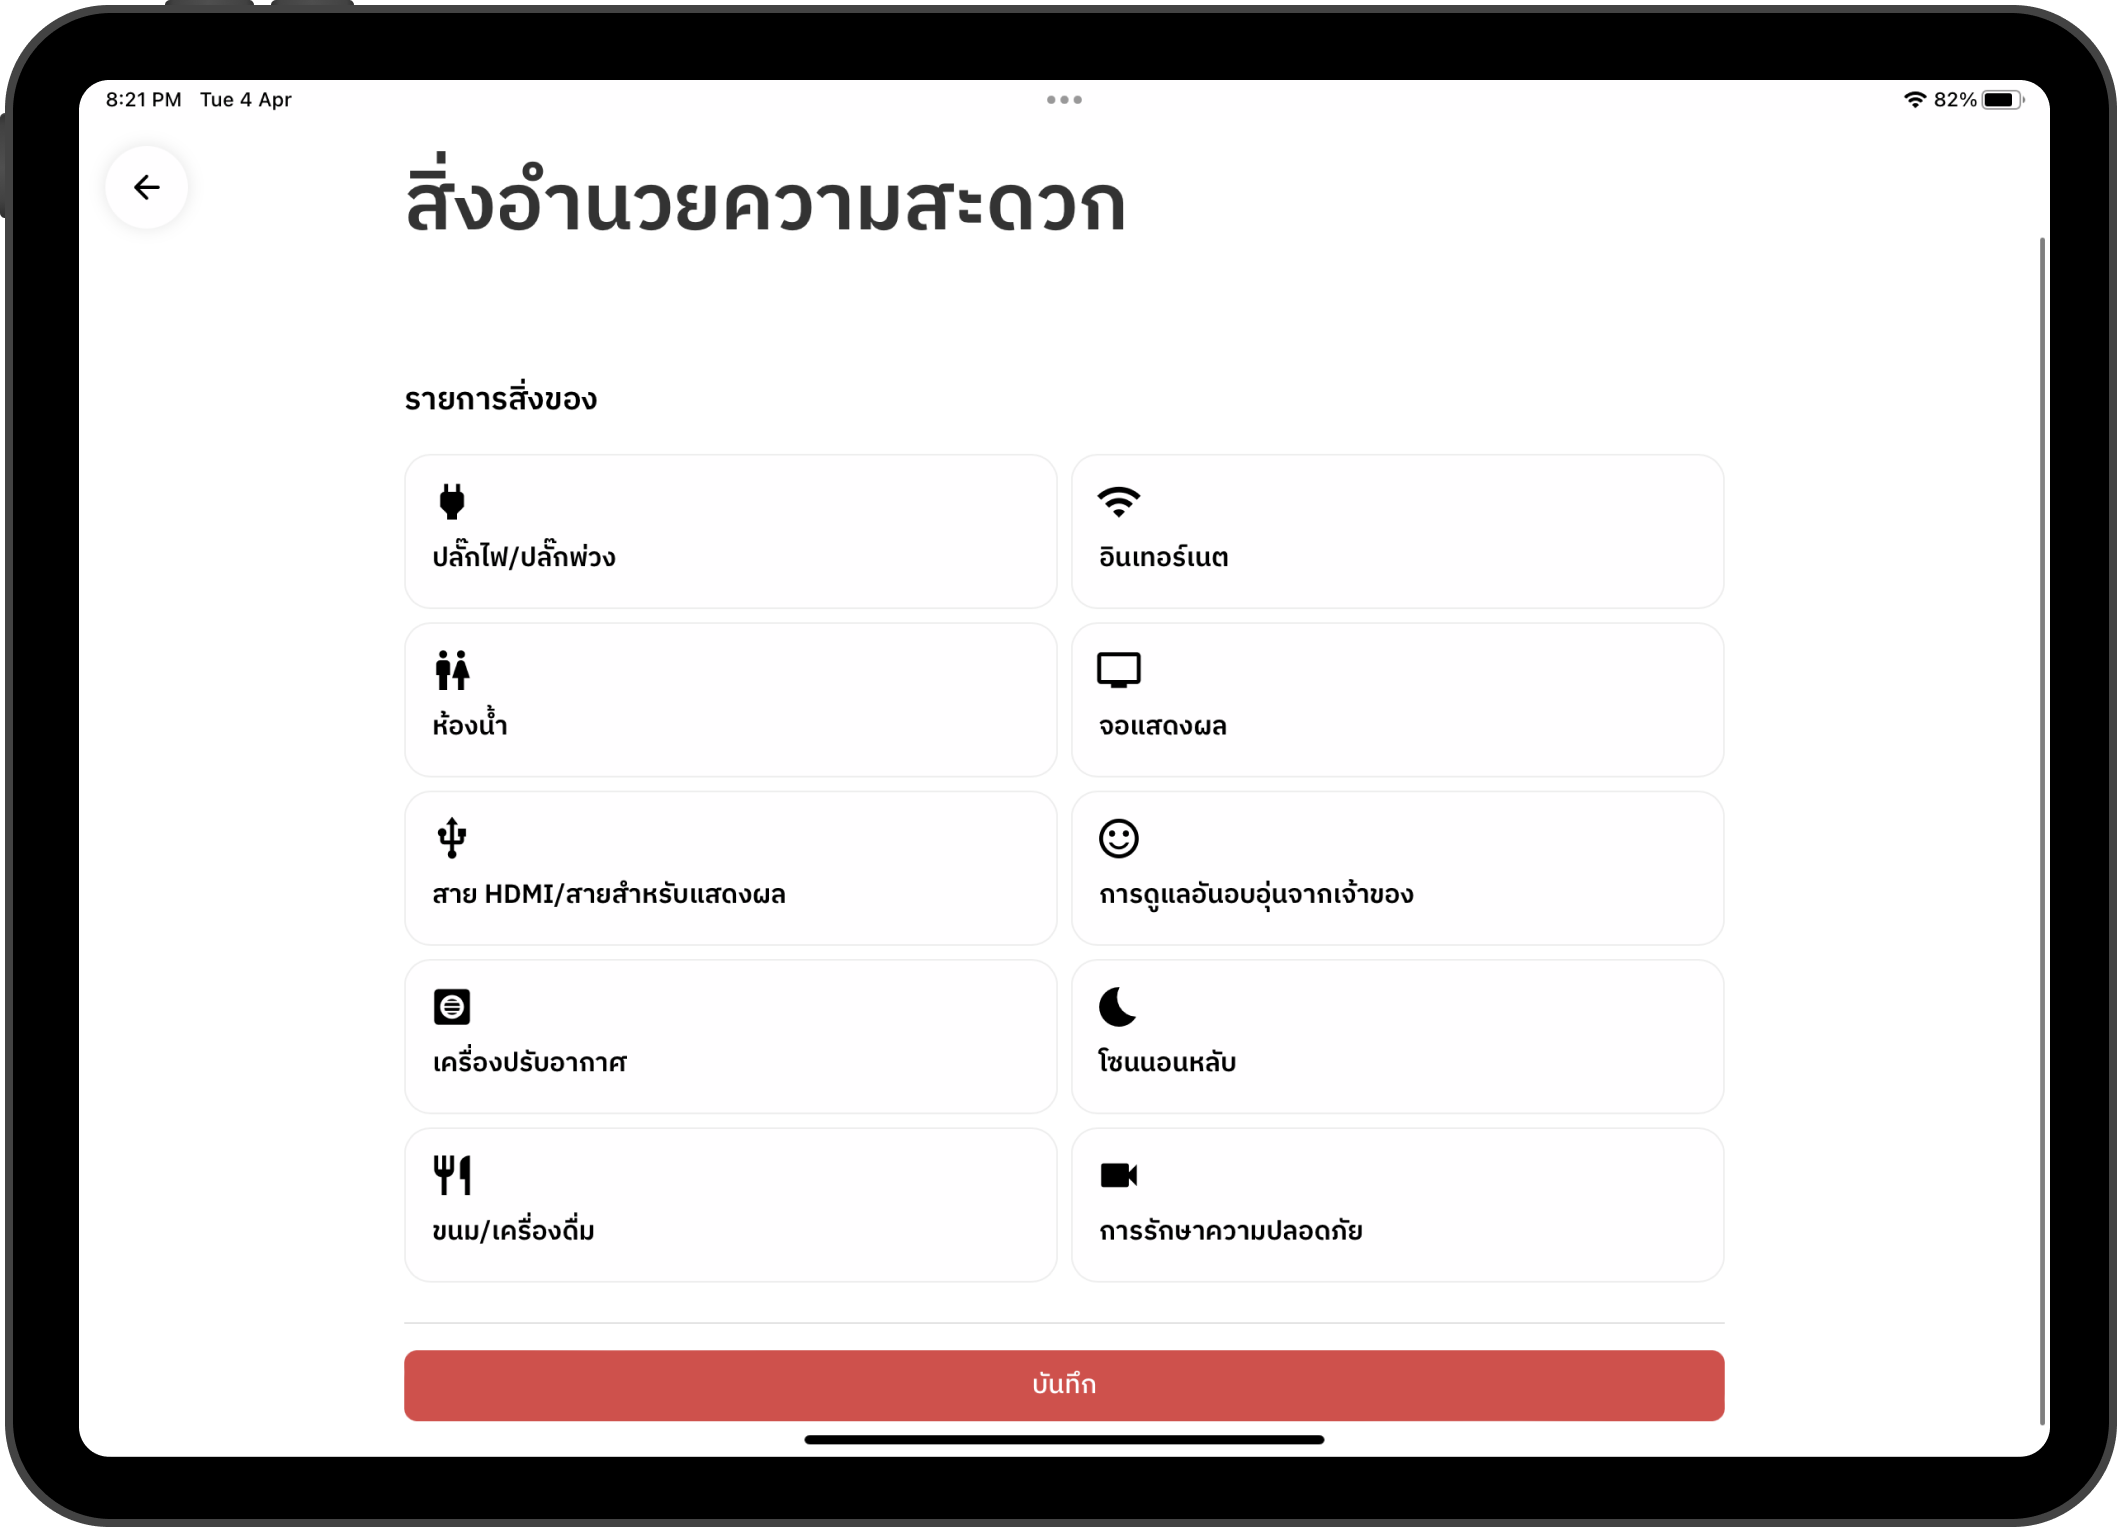 8:21 PM Tue 4 Apr 82%
สิ่งอำนวยความสะดวก
รายการสิ่งของ
ปลั๊กไฟ/ปลั๊กพ่วง
อินเทอร์เนต
ห้องน้ำ
จอแสดงผล
สาย HDMI/สายสำหรับแสดงผล
การดูแลอันอบอุ่นจากเจ้าของ
เครื่องปรับอากาศ
โซนนอนหลับ
ขนม/เครื่องดื่ม
การรักษาความปลอดภัย
บันทึก